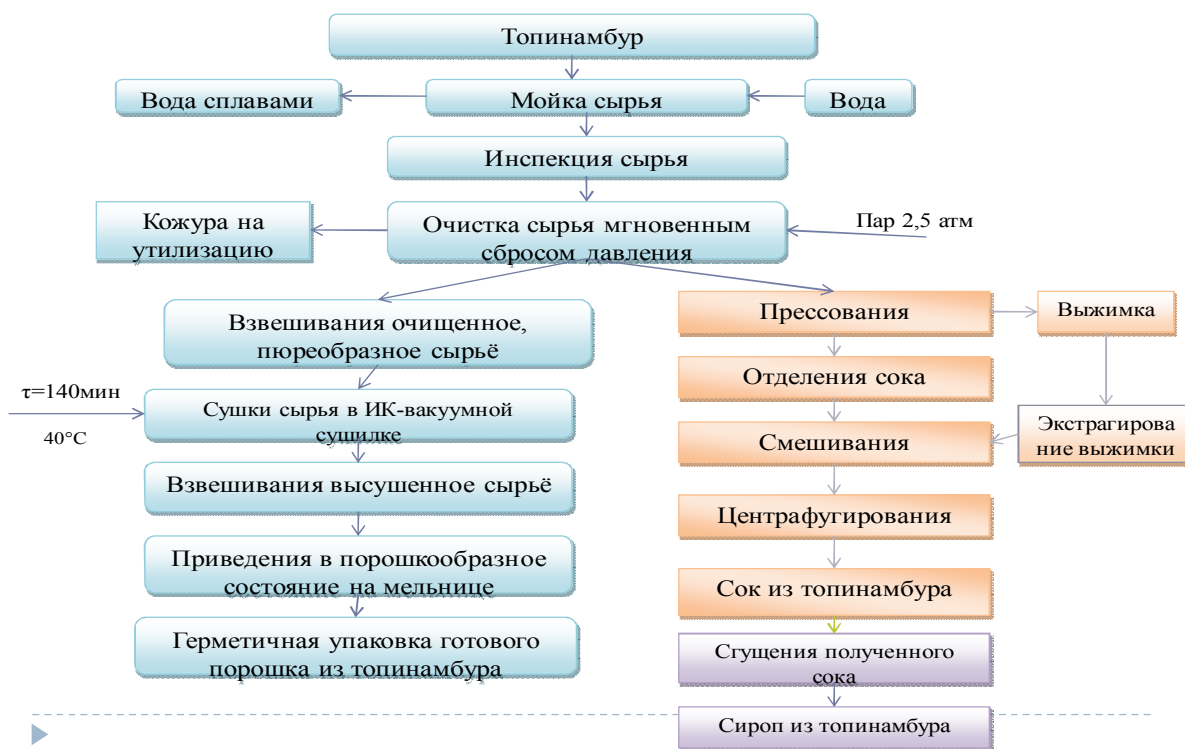 Топинамбур
Вода сплавами
Мойка сырья
Вода
Инспекция сырья
Кожура на
утилизацию
Очистка сырья мгновенным
сбросом давления
Пар 2,5 атм
Взвешивания очищенное,
пюреобразное сырьё
τ=140мин
40°С
Сушки сырья в ИК-вакуумной
сушилке
Взвешивания высушенное сырьё
Приведения в порошкообразное
состояние на мельнице
Герметичная упаковка готового
порошка из топинамбура
Прессования
Выжимка
Отделения сока
Экстрагирова
ние выжимки
Смешивания
Центрафугирования
Сок из топинамбура
Сгущения полученного
сока
Сироп из топинамбура